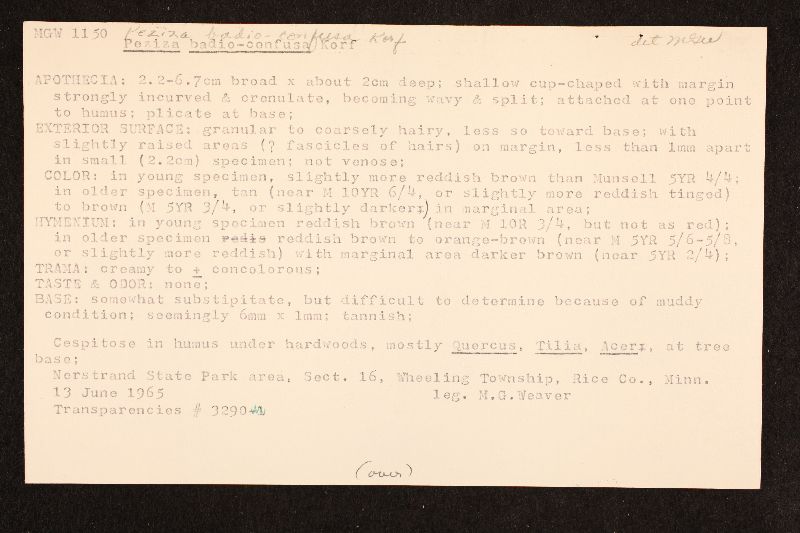 MGW 1150 Peziza badio-confusa Korf det McGee
Peziza badio-confusa Korf
APOTHECIA: 2.2-6.7cm broad x about 2cm deep; shallow cup-chaped with margin
strongly incurved & crenulate, becoming wavy & split; attached at one point
to humus; plicate at base;
EXTERIOR SURFACE: granular to coarsely hairy, less so toward base; with
slightly raised areas (? fascicles of hairs) on margin, less than 1mm apart
in small (2.2cm) specimen; not venose;
COLOR: in young specimen, slightly more reddish brown than Munsell 5YR 4/4;
in older specimen, tan (near M 10YR 6/4, or slightly more reddish tinged)
to brown (M 5YR 3/4, or slightly darker;) in marginal area;
HYMENIUM: in young specimen reddish brown (near M 10R 3/4, but not as red);
in older specimen redis reddish brown to orange-brown (near M 5YR 5/6-5/8,
or slightly more reddish) with marginal area darker brown (near 5YR 2/4);
TRAMA: creamy to ± concolorous;
TASTE & ODOR: none;
BASE: somewhat substipitate, but difficult to determine because of muddy
condition; seemingly 6mm x 1mm; tannish;
Cespitose in humus under hardwoods, mostly Quercus, Tilia, Acer, at tree
base;
Nerstrand State Park area, Sect. 16, Wheeling Township, Rice Co., Minn.
13 June 1965 leg. M.G.Weaver
Transparencies # 3290
(over)